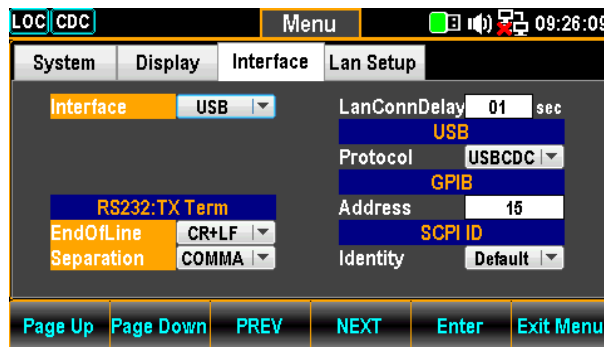 LOC CDC Menu 09:26:09
System Display Interface Lan Setup
Interface USB
LanConnDelay 01 sec
USB
Protocol USBCDC
GPIB
RS232:TX Term
Address 15
EndOfLine CR+LF
SCPI ID
Separation COMMA
Identity Default
Page Up Page Down PREV NEXT Enter Exit Menu